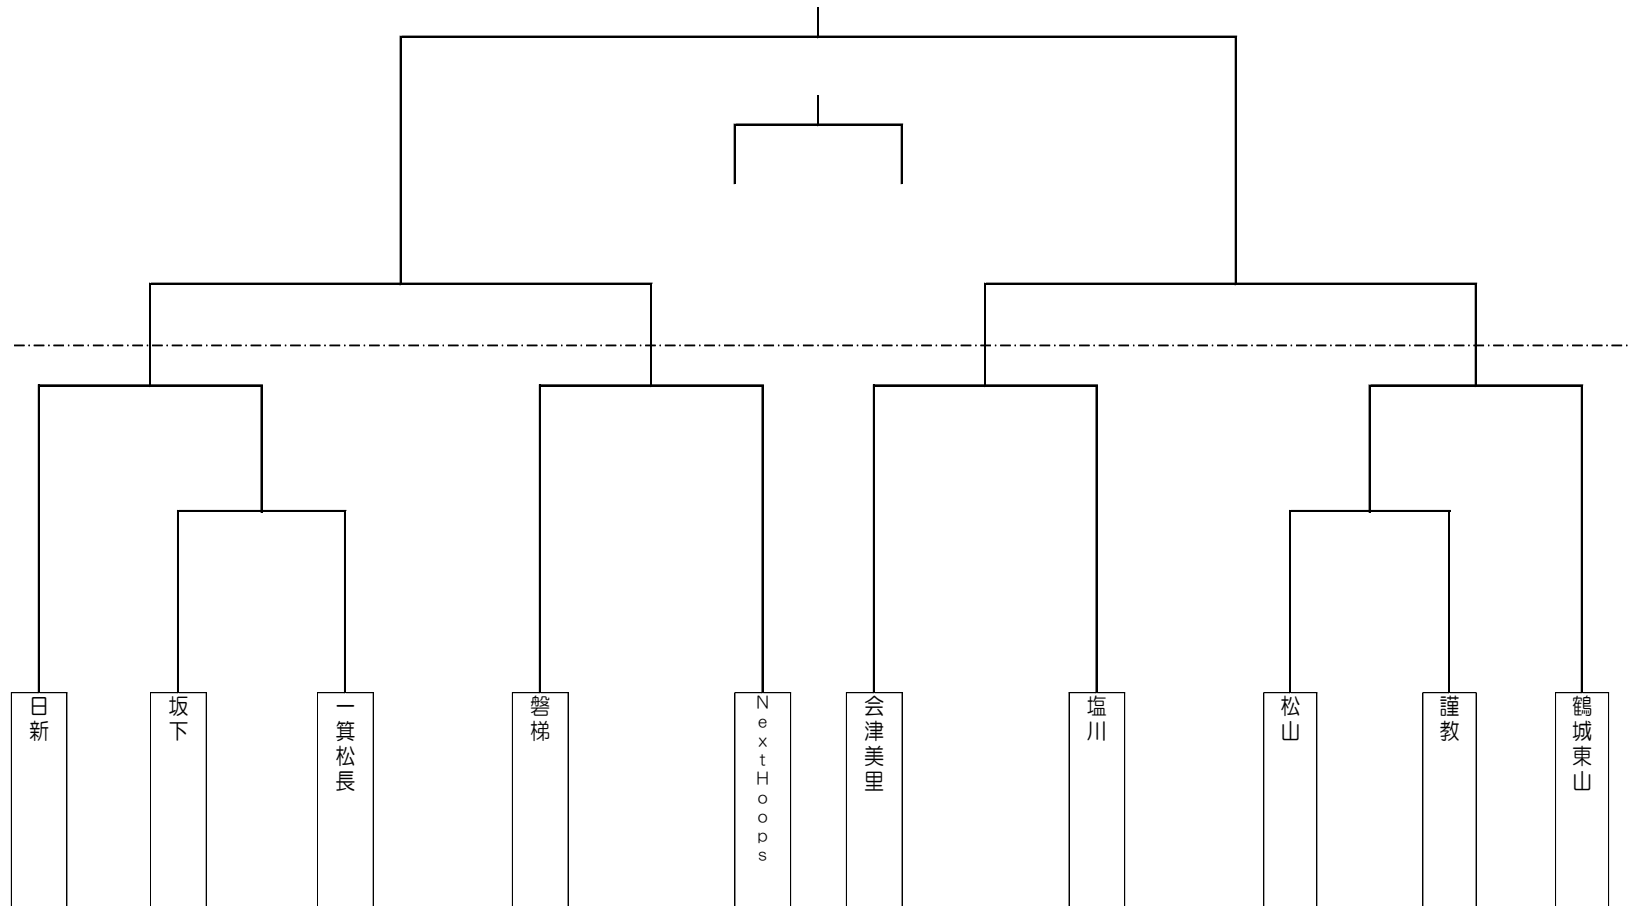 日新
坂下
一箕松長
磐梯
NextHoops
会津美里
塩川
松山
謹教
鶴城東山